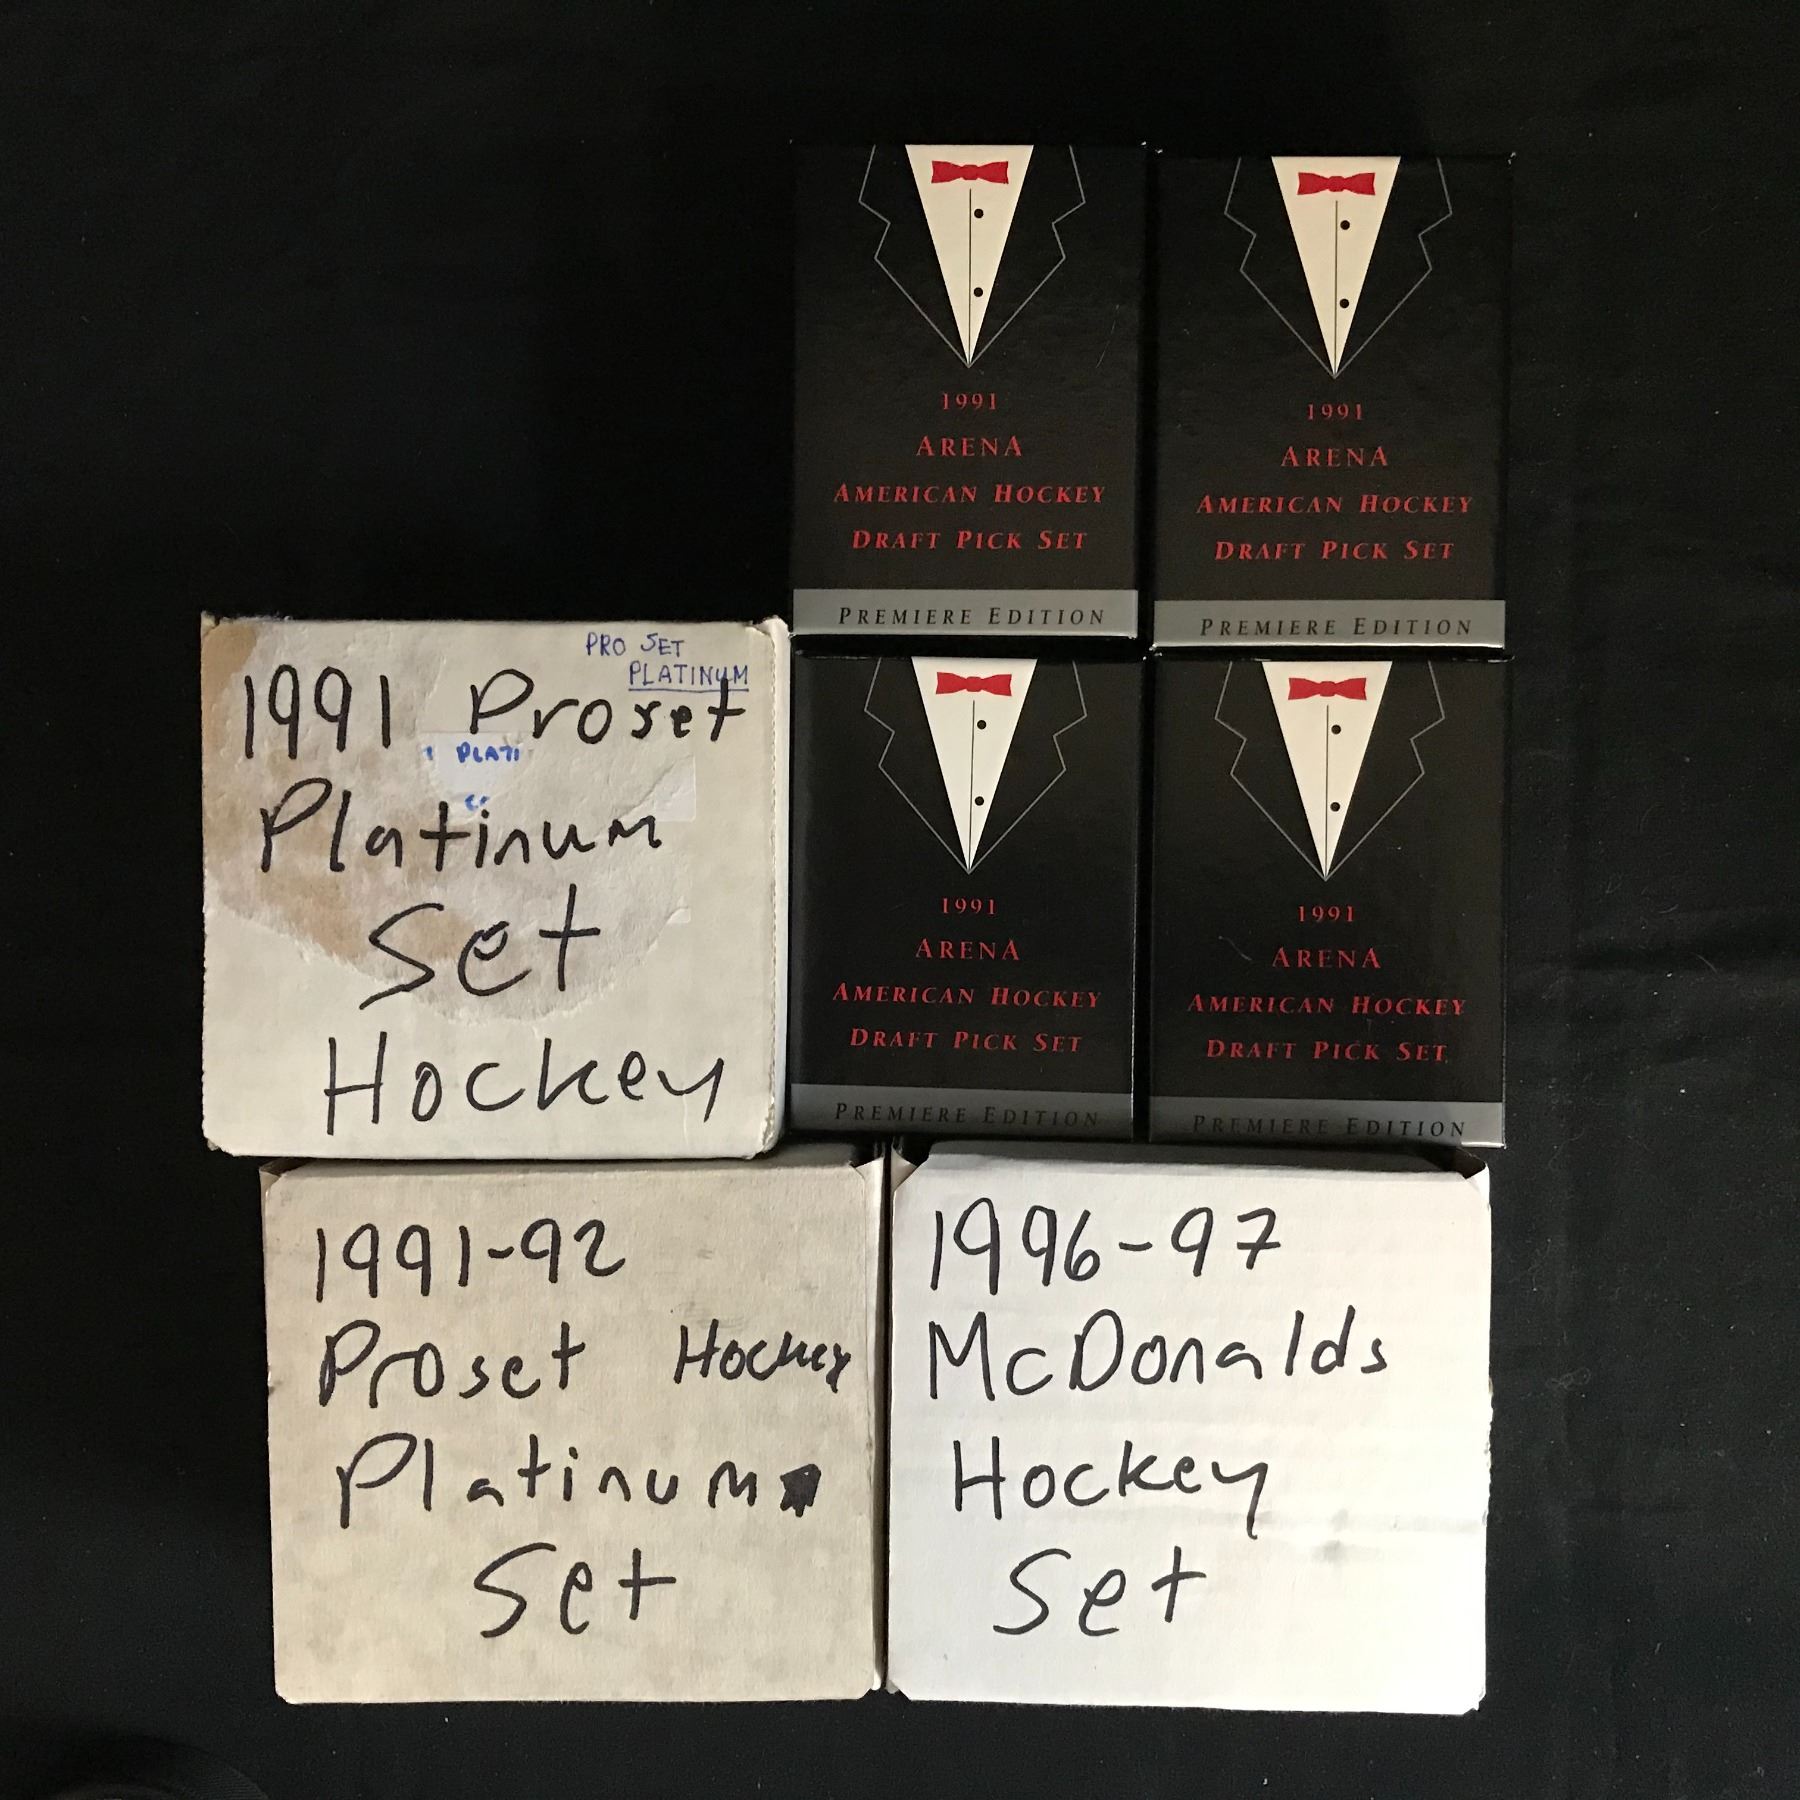 1991
ARENA
AMERICAN HOCKEY
DRAFT PICK SET
PREMIERE EDITION
1991
ARENA
AMERICAN HOCKEY
DRAFT PICK SET
PREMIERE EDITION
PRO SET
PLATINUM
1991 Proset
PLATI
Platinum
Set
Hockey
1991
ARENA
AMERICAN HOCKEY
DRAFT PICK SET
PREMIERE EDITION
1991
ARENA
AMERICAN HOCKEY
DRAFT PICK SET
PREMIERE EDITION
1991-92
Proset Hockey
Platinum
Set
1996-97
McDonalds
Hockey
Set